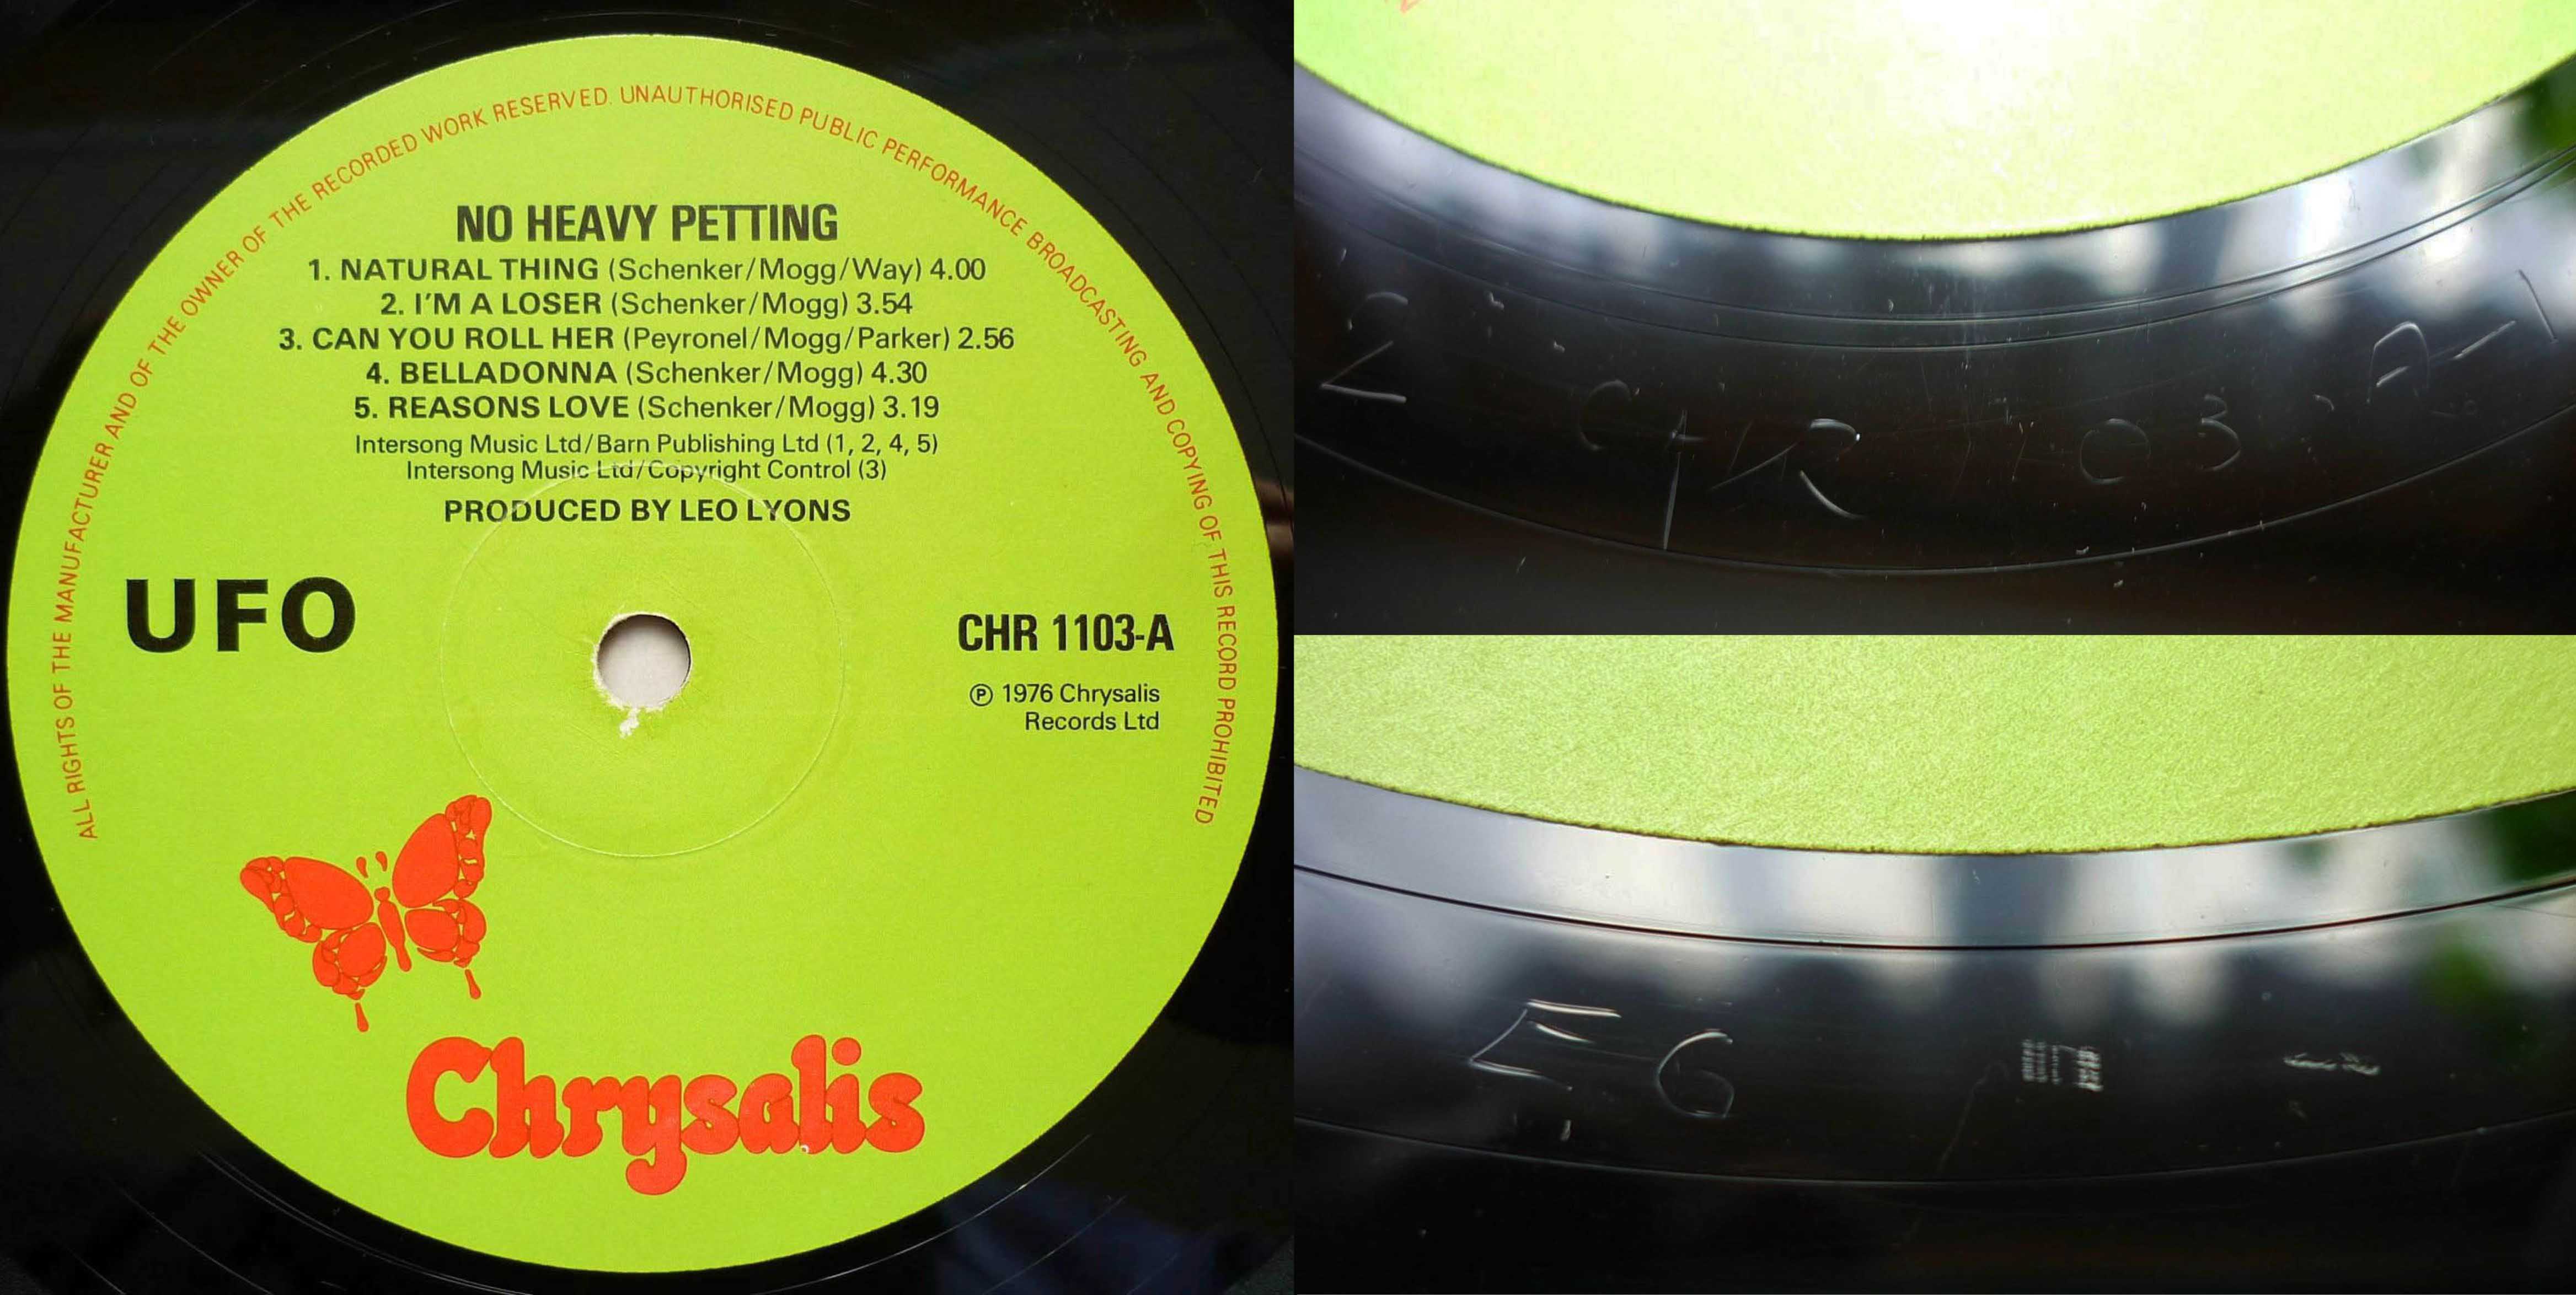 ALL RIGHTS OF THE MANUFACTURER AND OF THE OWNER OF THE RECORDED WORK RESERVED. UNAUTHORISED PUBLIC PERFORMANCE BROADCASTING AND COPYING OF THIS RECORD PROHIBITED
NO HEAVY PETTING
1. NATURAL THING (Schenker/Mogg/Way) 4.00
2. I'M A LOSER (Schenker/Mogg) 3.54
3. CAN YOU ROLL HER (Peyronel/Mogg/Parker) 2.56
4. BELLADONNA (Schenker/Mogg) 4.30
5. REASONS LOVE (Schenker/Mogg) 3.19
Intersong Music Ltd/Barn Publishing Ltd (1, 2, 4, 5)
Intersong Music Ltd/Copyright Control (3)
PRODUCED BY LEO LYONS
UFO
CHR 1103-A
℗ 1976 Chrysalis
Records Ltd
Chrysalis
2 CHR 1103 A-1
EG